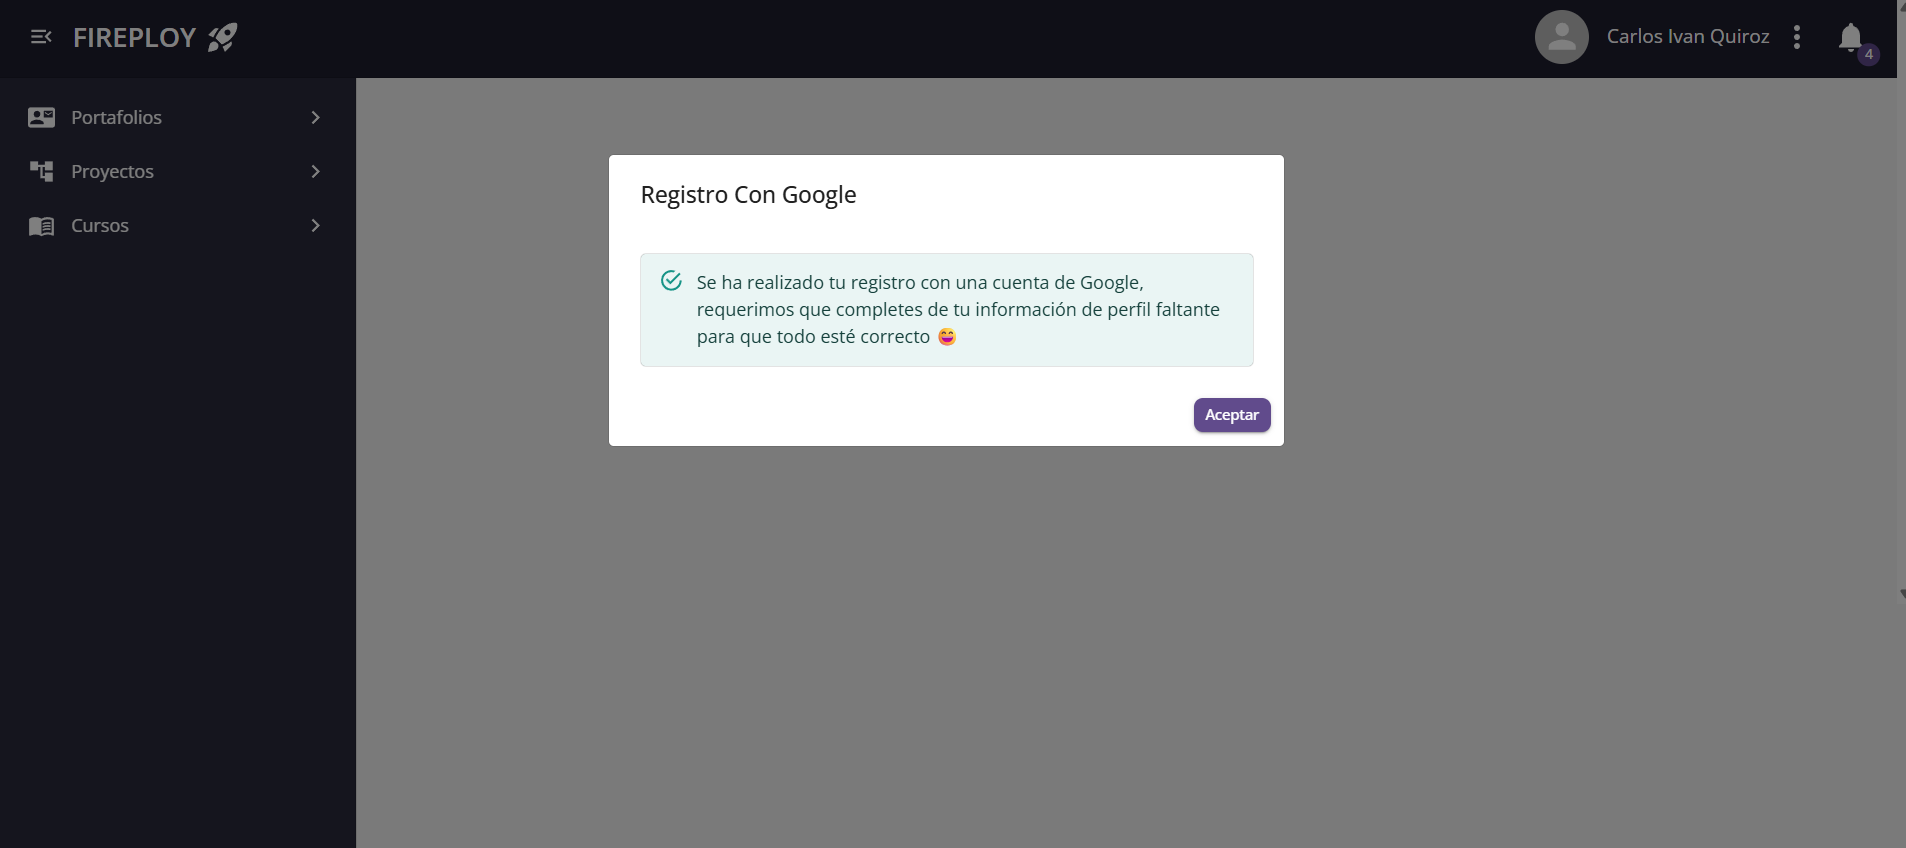 FIREPLOY
Carlos Ivan Quiroz
4
Portafolios
Proyectos
Cursos
Registro Con Google
Se ha realizado tu registro con una cuenta de Google,
requerimos que completes de tu información de perfil faltante
para que todo esté correcto 😄
Aceptar